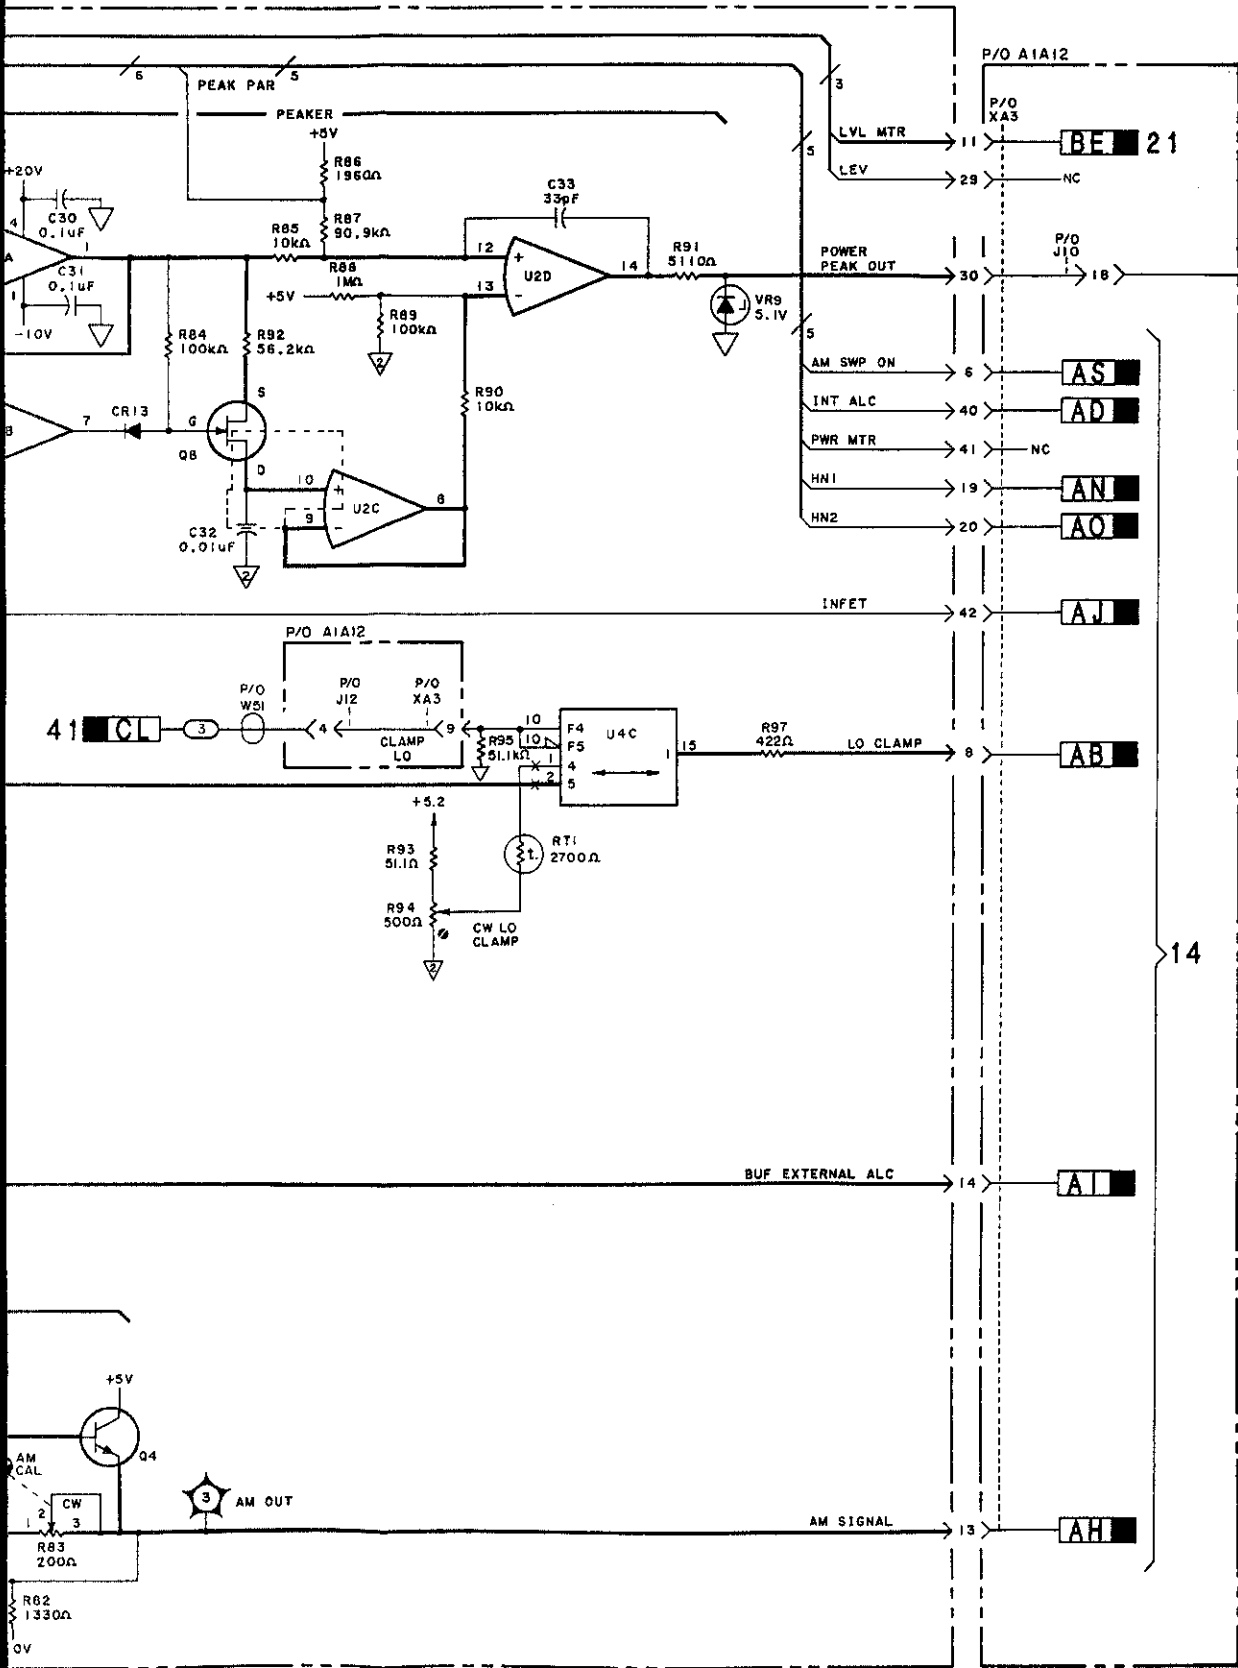 P/O A1A12
6
5
PEAK PAR
3
P/O
XA3
PEAKER
+5V
LVL MTR
11
BE
21
5
R86
1960Ω
+20V
C33
33pF
LEV
29
NC
C30
0.1uF
4
R87
90.9kΩ
R85
10kΩ
12
+
R91
5110Ω
POWER
PEAK OUT
P/O
J10
A
1
14
U2D
30
18
C31
0.1uF
R88
1MΩ
+5V
13
-
VR9
5.1V
1
-10V
R89
100kΩ
5
R84
100kΩ
R92
56.2kΩ
2
AM SWP ON
6
AS
S
R90
10kΩ
CR13
INT ALC
40
AD
B
7
G
Q8
PWR MTR
41
NC
D
10
+
HN1
19
AN
U2C
8
9
-
HN2
20
AO
C32
0.01uF
2
INFET
42
AJ
P/O A1A12
P/O
W51
P/O
J12
P/O
XA3
41
CL
3
4
9
CLAMP
LO
10
10
1
2
F4
F5
4
5
U4C
1
15
R95
51.1kΩ
R97
422Ω
LO CLAMP
8
AB
+5.2
R93
51.1Ω
RT1
2700Ω
t.
R94
500Ω
CW LO
CLAMP
2
14
BUF EXTERNAL ALC
14
AI
+5V
Q4
AM
CAL
CW
2
1
3
3
AM OUT
AM SIGNAL
13
AH
R83
200Ω
R82
1330Ω
0V